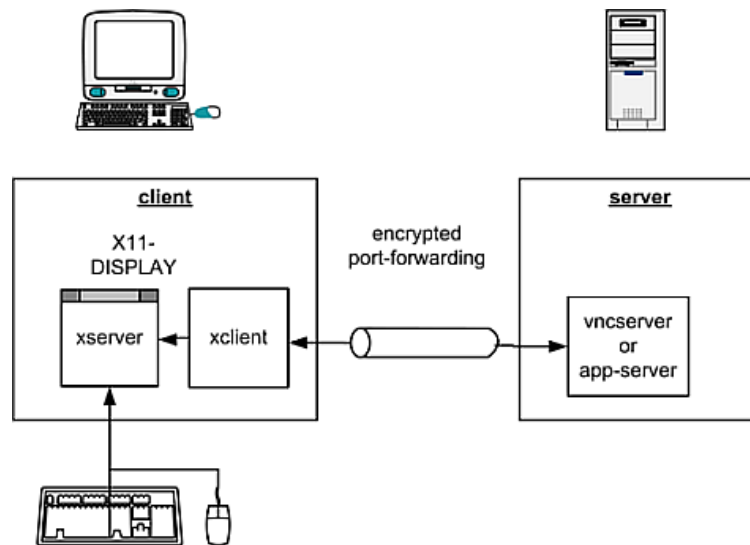 client
server
X11-
DISPLAY
encrypted
port-forwarding
xserver
xclient
vncserver
or
app-server